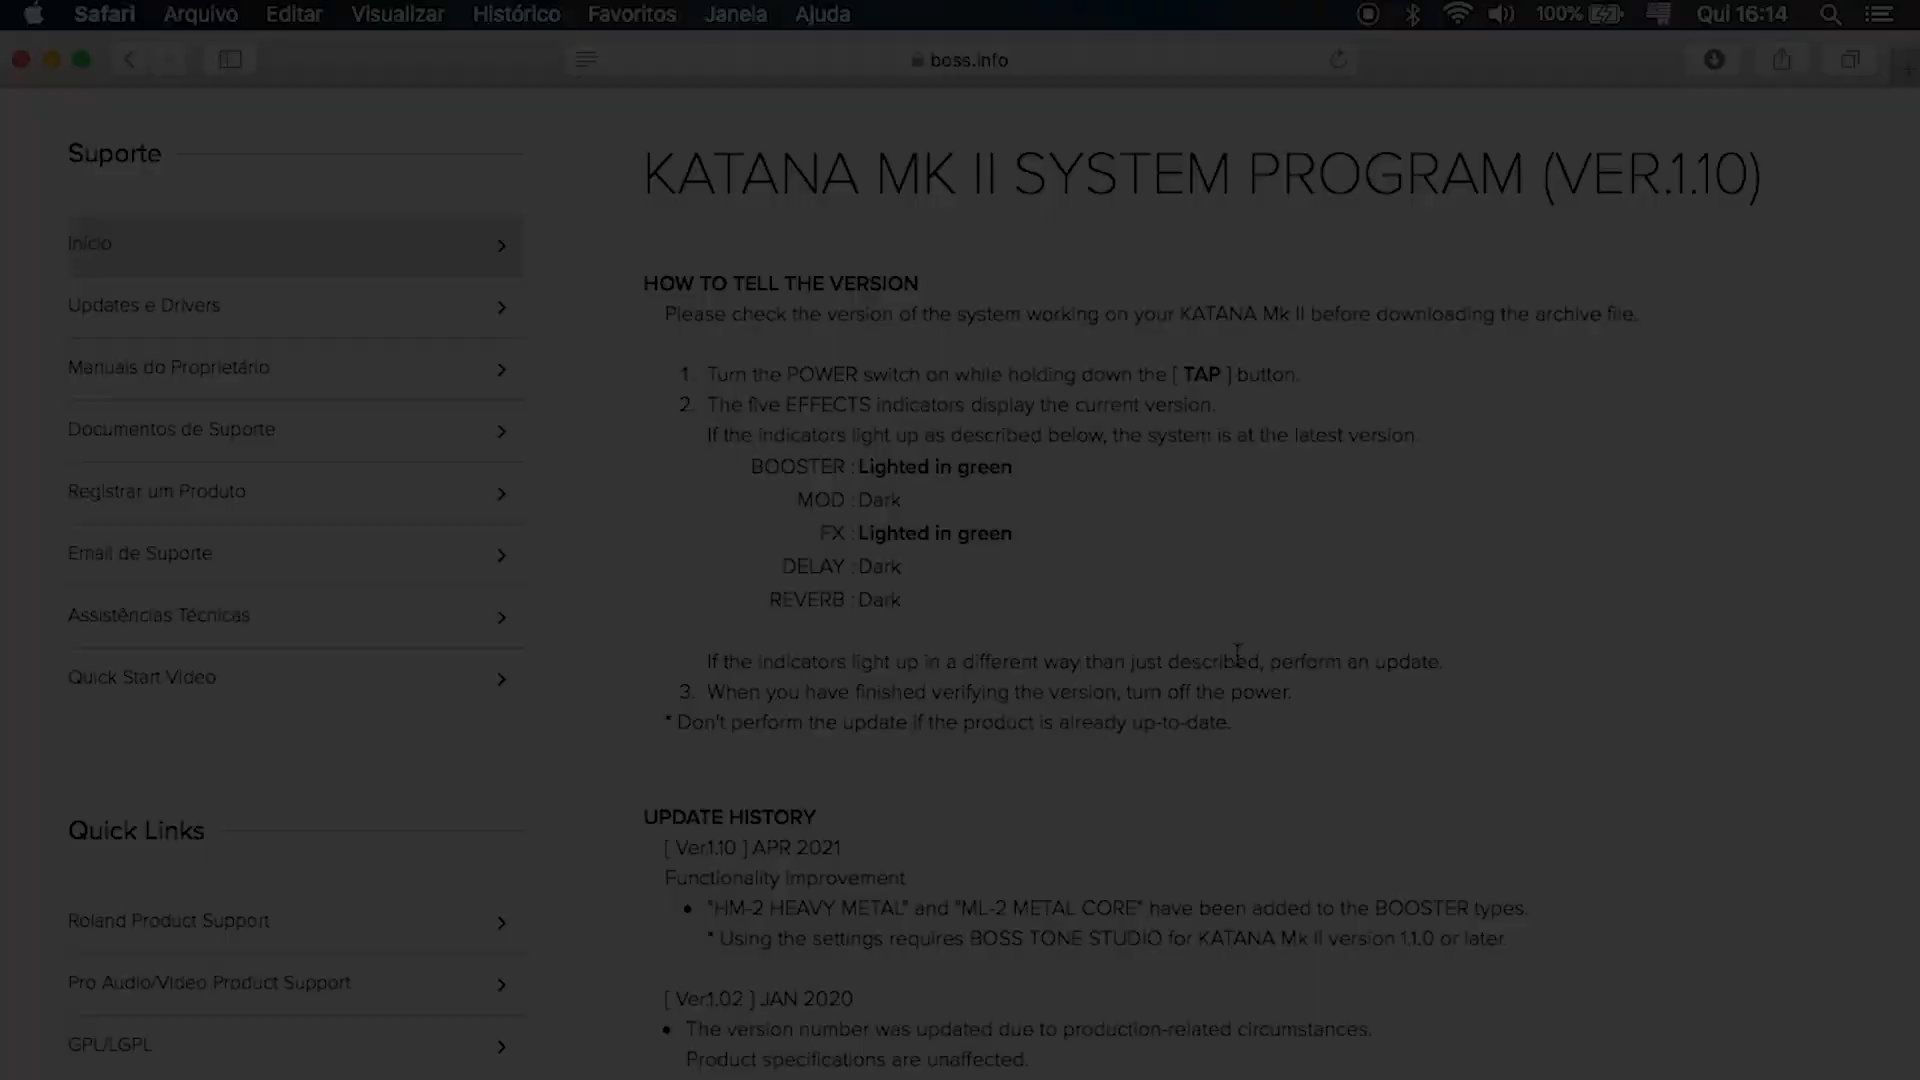 Safari Arquivo Editar Visualizar Histórico Favoritos Janela Ajuda 100% Qui 16:14
boss.info
Suporte
Início
Updates e Drivers
Manuais do Proprietário
Documentos de Suporte
Registrar um Produto
Email de Suporte
Assistências Técnicas
Quick Start Video
Quick Links
Roland Product Support
Pro Audio/Video Product Support
GPL/LGPL
KATANA MK II SYSTEM PROGRAM (VER.1.10)
HOW TO TELL THE VERSION
Please check the version of the system working on your KATANA Mk II before downloading the archive file.
1. Turn the POWER switch on while holding down the [ TAP ] button.
2. The five EFFECTS indicators display the current version.
If the indicators light up as described below, the system is at the latest version.
BOOSTER : Lighted in green
MOD : Dark
FX : Lighted in green
DELAY : Dark
REVERB : Dark
If the indicators light up in a different way than just described, perform an update.
3. When you have finished verifying the version, turn off the power.
* Don't perform the update if the product is already up-to-date.
UPDATE HISTORY
[ Ver.1.10 ] APR 2021
Functionality Improvement
• "HM-2 HEAVY METAL" and "ML-2 METAL CORE" have been added to the BOOSTER types.
* Using the settings requires BOSS TONE STUDIO for KATANA Mk II version 1.1.0 or later.
[ Ver.1.02 ] JAN 2020
• The version number was updated due to production-related circumstances.
Product specifications are unaffected.